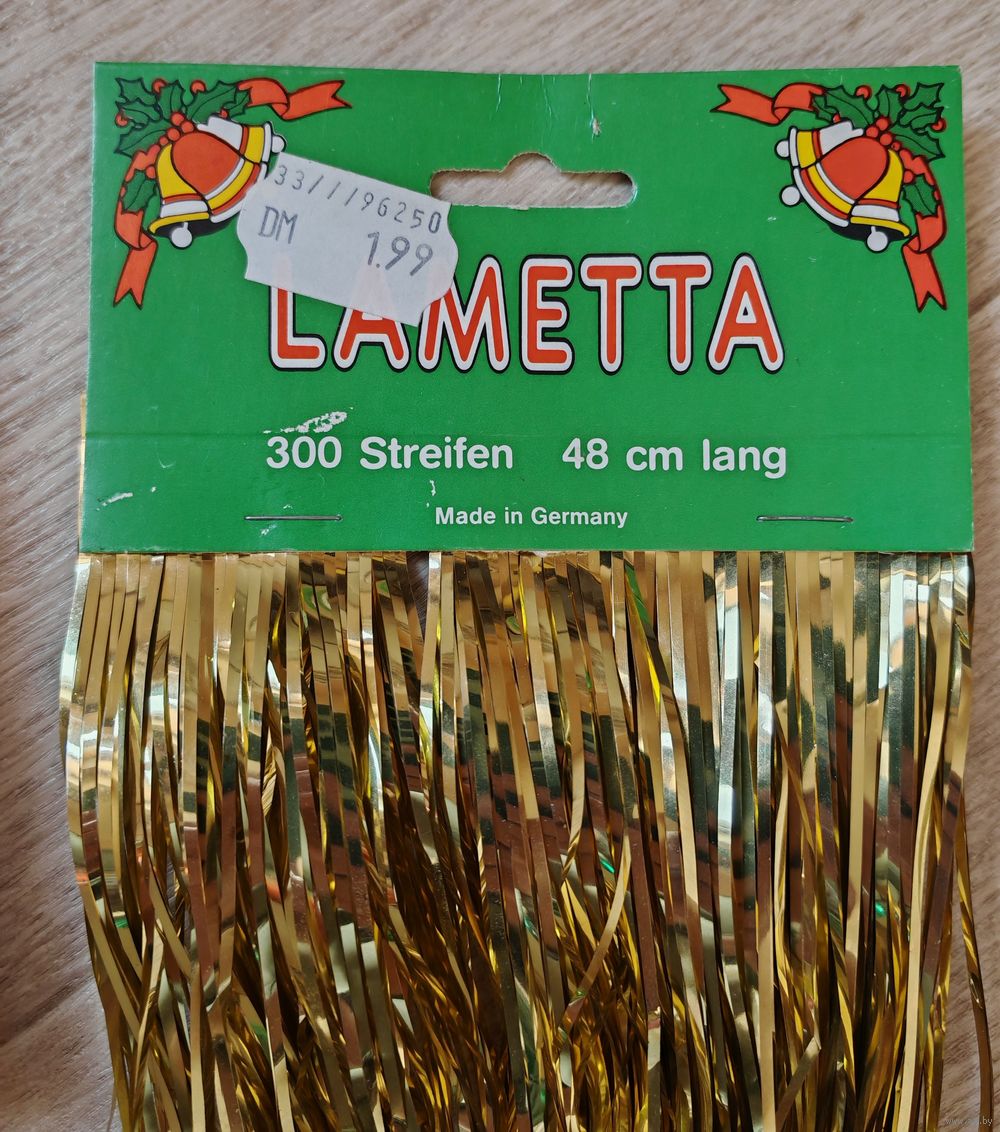 33///96250
DM 1.99
LAMETTA
300 Streifen 48 cm lang
Made in Germany